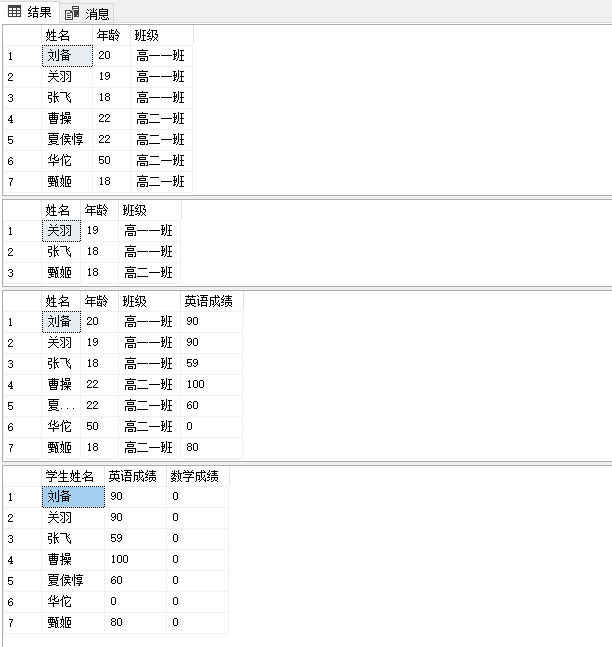 结果 消息
姓名 年龄 班级
1 刘备 20 高一一班
2 关羽 19 高一一班
3 张飞 18 高一一班
4 曹操 22 高二一班
5 夏侯惇 22 高二一班
6 华佗 50 高二一班
7 甄姬 18 高二一班
姓名 年龄 班级
1 关羽 19 高一一班
2 张飞 18 高一一班
3 甄姬 18 高二一班
姓名 年龄 班级 英语成绩
1 刘备 20 高一一班 90
2 关羽 19 高一一班 90
3 张飞 18 高一一班 59
4 曹操 22 高二一班 100
5 夏... 22 高二一班 60
6 华佗 50 高二一班 0
7 甄姬 18 高二一班 80
学生姓名 英语成绩 数学成绩
1 刘备 90 0
2 关羽 90 0
3 张飞 59 0
4 曹操 100 0
5 夏侯惇 60 0
6 华佗 0 0
7 甄姬 80 0